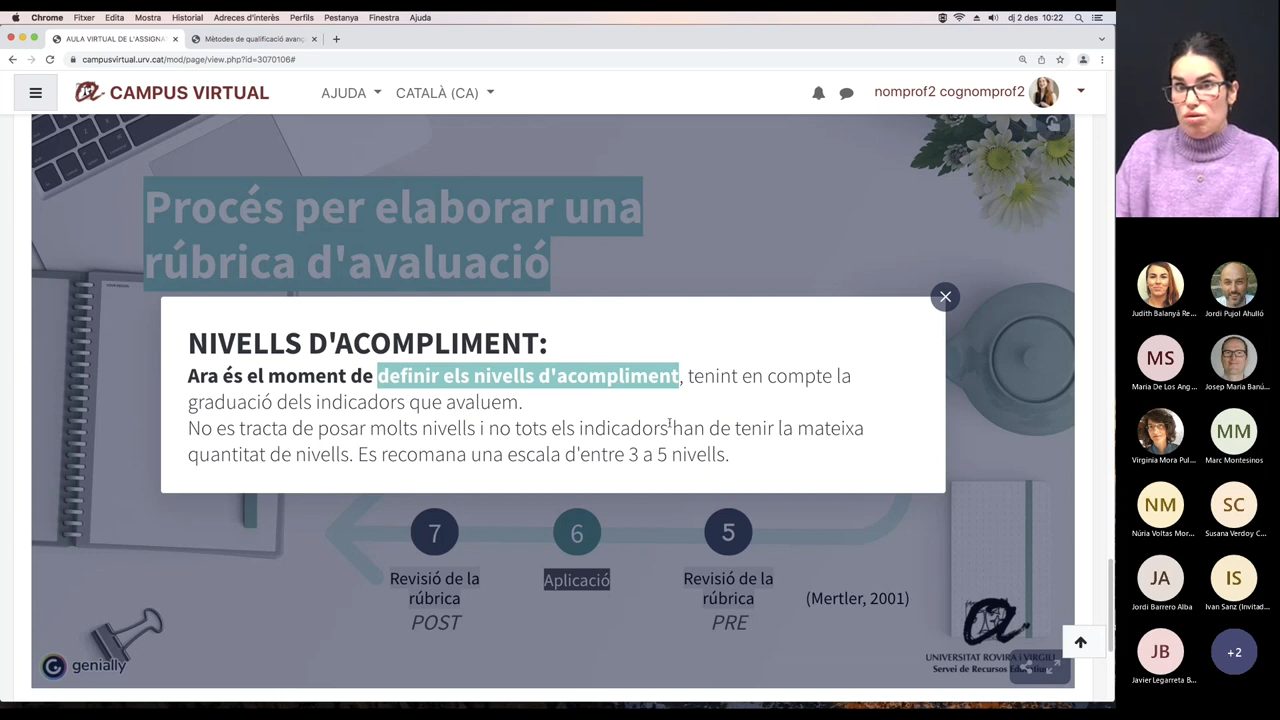 Chrome Fitxer Edita Mostra Historial Adreces d'interès Perfils Pestanya Finestra Ajuda dj 2 des 10:22
AULA VIRTUAL DE L'ASSIGNA Mètodes de qualificació avanç
campusvirtual.urv.cat/mod/page/view.php?id=3070106#
CAMPUS VIRTUAL AJUDA CATALÀ (CA) nomprof2 cognomprof2
Procés per elaborar una
rúbrica d'avaluació
NIVELLS D'ACOMPLIMENT:
Ara és el moment de definir els nivells d'acompliment, tenint en compte la
graduació dels indicadors que avaluem.
No es tracta de posar molts nivells i no tots els indicadors han de tenir la mateixa
quantitat de nivells. Es recomana una escala d'entre 3 a 5 nivells.
7 6 5
Revisió de la
rúbrica
POST
Aplicació
Revisió de la
rúbrica
PRE
(Mertler, 2001)
genially
UNIVERSITAT ROVIRA i VIRGILI
Servei de Recursos
Judith Balanyà Re... Jordi Pujol Ahulló
MS
Maria De Los Ang... Josep Maria Banú...
MM
Virginia Mora Pul... Marc Montesinos
NM SC
Núria Voltas Mor... Susana Verdoy C...
JA IS
Jordi Barrero Alba Ivan Sanz (Invitad...
JB +2
Javier Legarreta B...